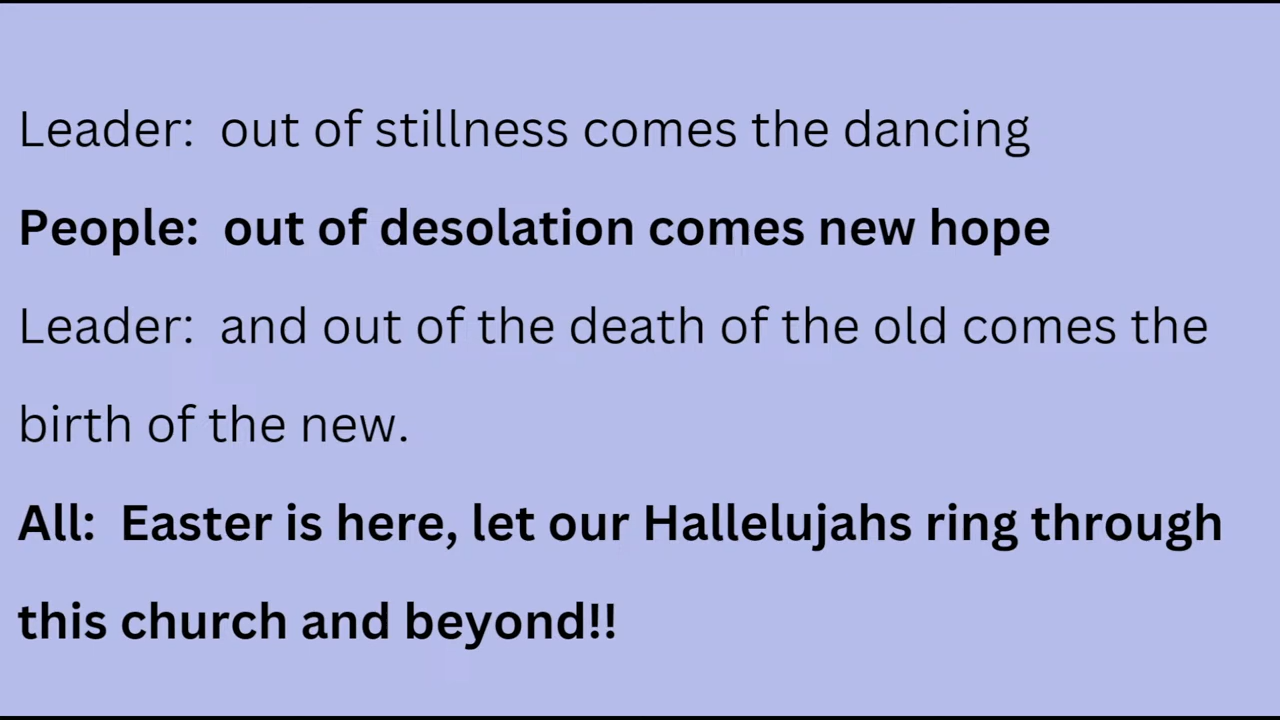 Leader:  out of stillness comes the dancing
People:  out of desolation comes new hope
Leader:  and out of the death of the old comes the
birth of the new.
All:  Easter is here, let our Hallelujahs ring through
this church and beyond!!